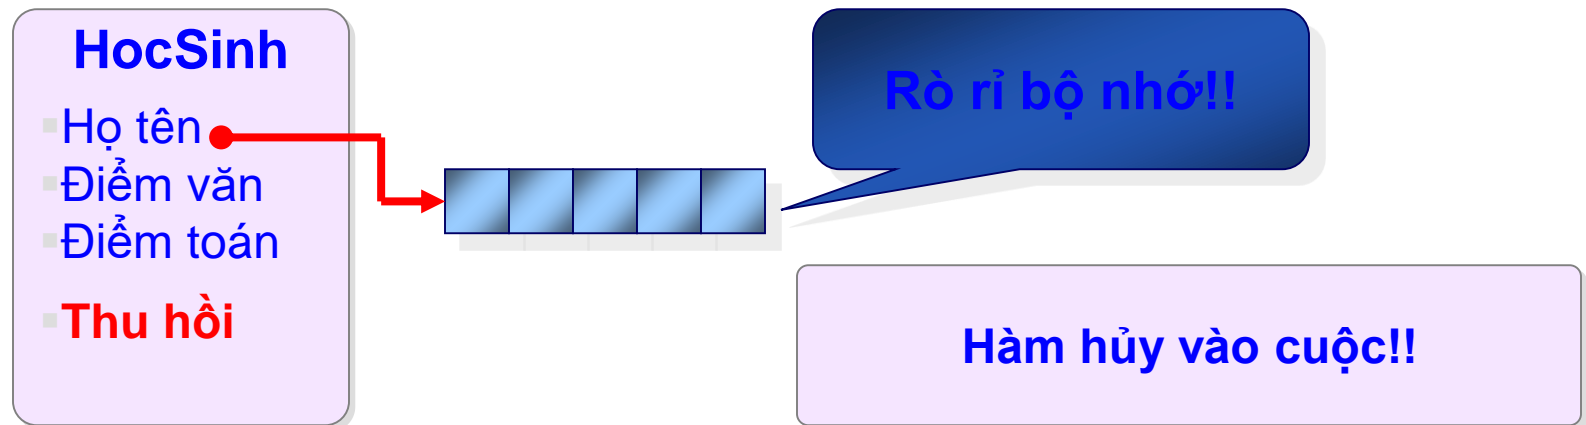 HocSinh
Họ tên
Điểm văn
Điểm toán
Thu hồi
Rò rỉ bộ nhớ!!
Hàm hủy vào cuộc!!